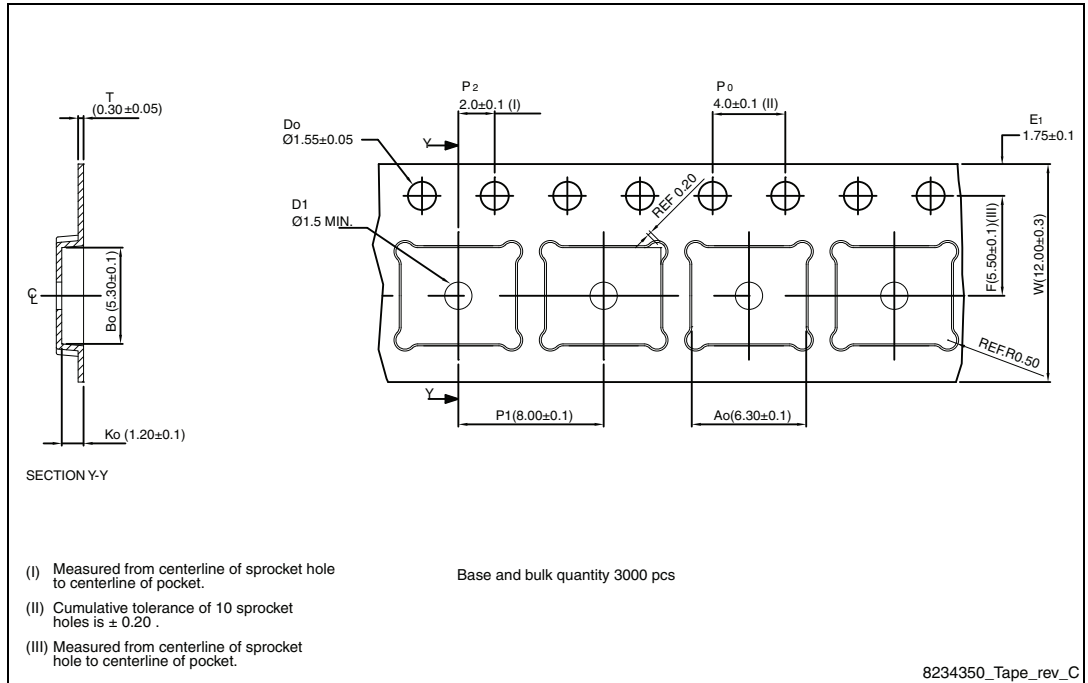 T
(0.30 ±0.05)
P2
2.0±0.1 (I)
P0
4.0±0.1 (II)
Do
Ø1.55±0.05
E1
1.75±0.1
Y
D1
Ø1.5 MIN.
REF 0.20
F(5.50±0.1)(III)
W(12.00±0.3)
CL
Bo (5.30±0.1)
REF.R0.50
Y
P1(8.00±0.1)
Ao(6.30±0.1)
Ko (1.20±0.1)
SECTION Y-Y
(I) Measured from centerline of sprocket hole
to centerline of pocket.
Base and bulk quantity 3000 pcs
(II) Cumulative tolerance of 10 sprocket
holes is ± 0.20 .
(III) Measured from centerline of sprocket
hole to centerline of pocket.
8234350_Tape_rev_C